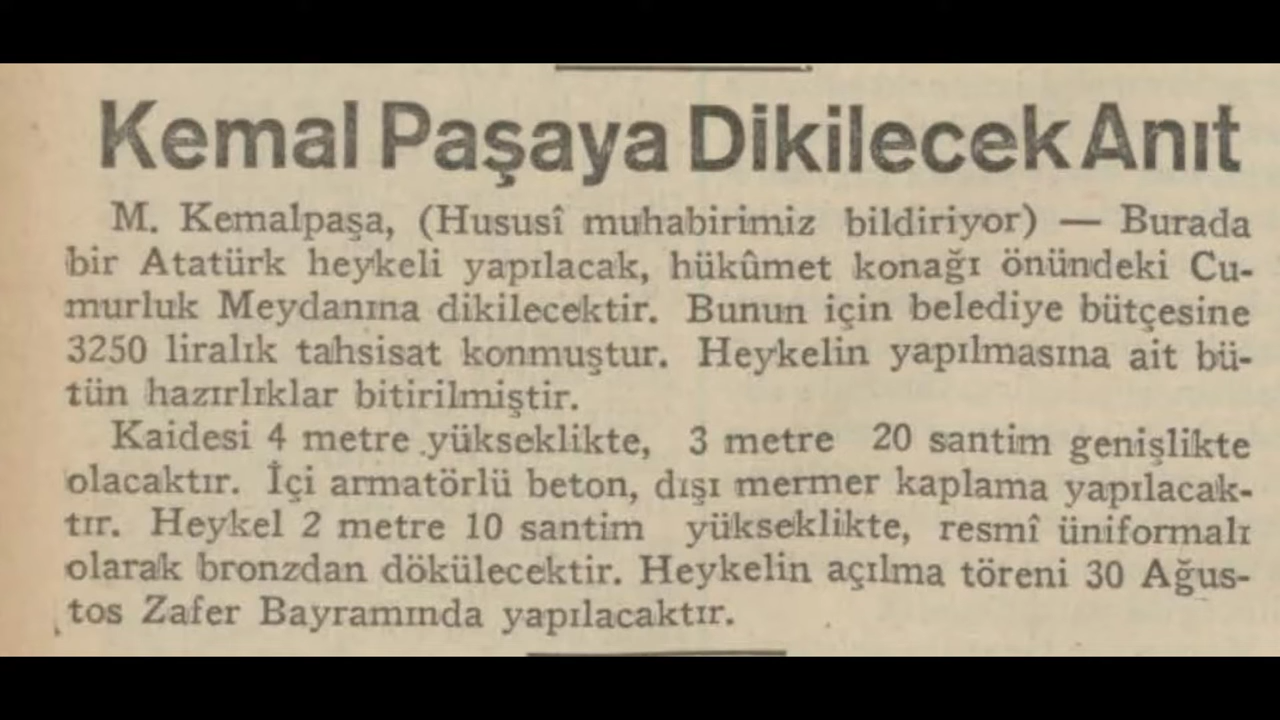 Kemal Paşaya Dikilecek Anıt
M. Kemalpaşa, (Hususî muhabirimiz bildiriyor) — Burada
bir Atatürk heykeli yapılacak, hükûmet konağı önündeki Cu-
murluk Meydanına dikilecektir. Bunun için belediye bütçesine
3250 liralık tahsisat konmuştur. Heykelin yapılmasına ait bü-
tün hazırlıklar bitirilmiştir.
Kaidesi 4 metre yükseklikte, 3 metre 20 santim genişlikte
olacaktır. İçi armatörlü beton, dışı mermer kaplama yapılacak-
tır. Heykel 2 metre 10 santim yükseklikte, resmî üniformalı
olarak bronzdan dökülecektir. Heykelin açılma töreni 30 Ağus-
tos Zafer Bayramında yapılacaktır.